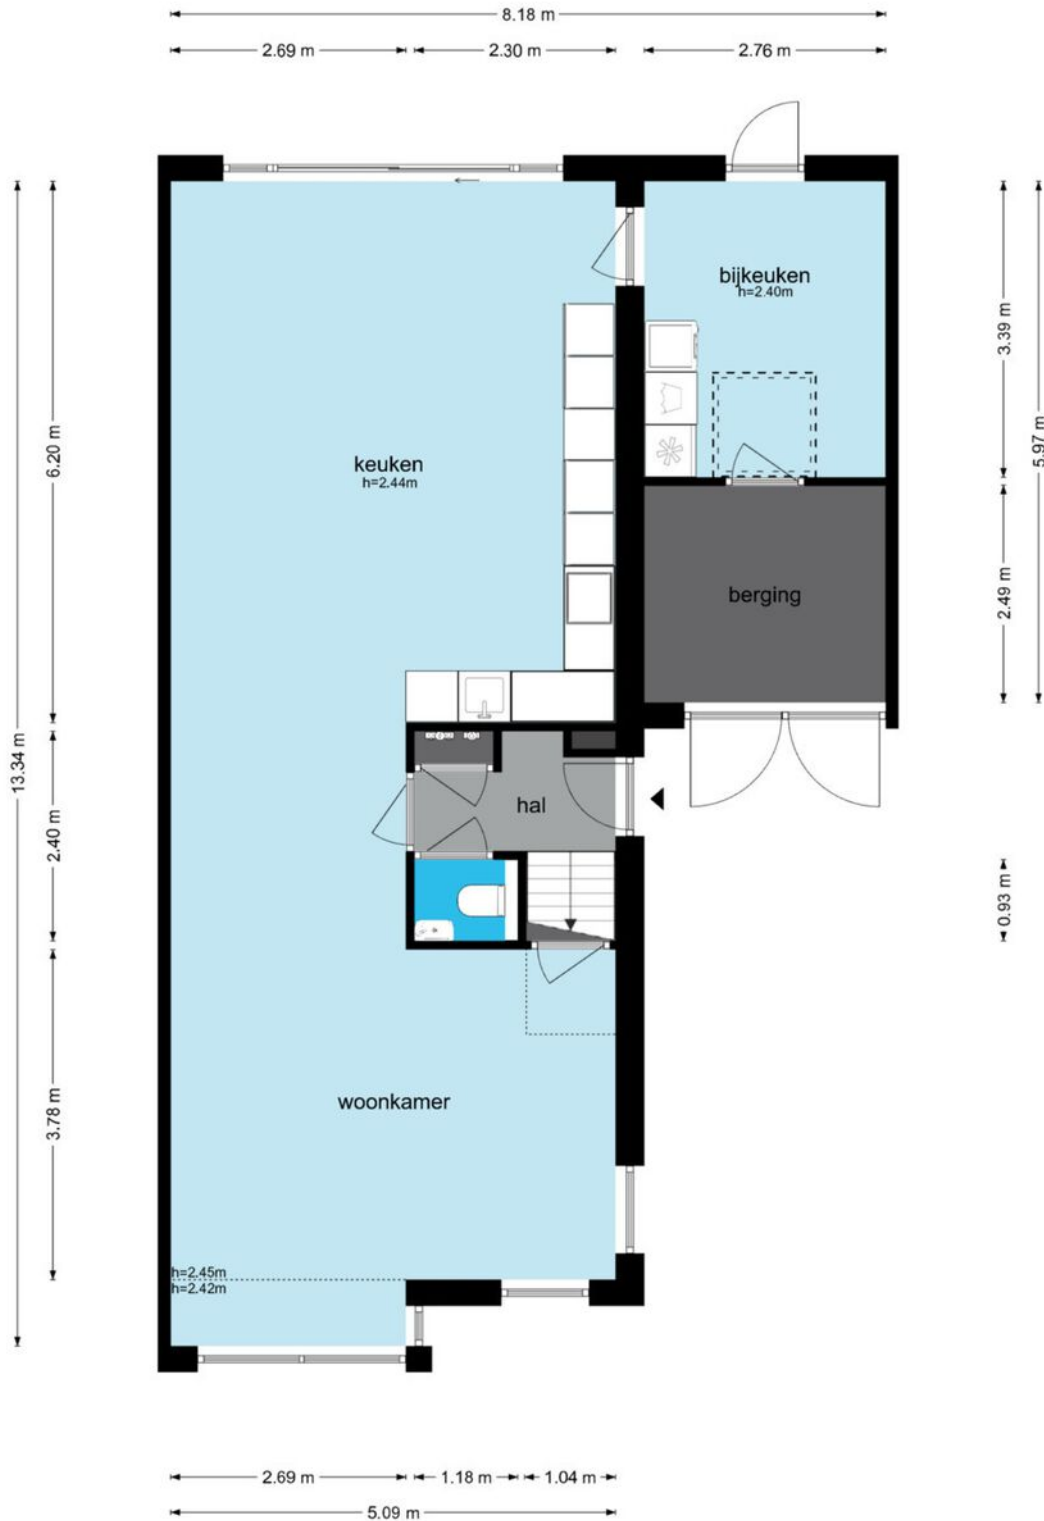 8.18 m
2.69 m
2.30 m
2.76 m
bijkeuken
h=2.40m
3.39 m
5.97 m
6.20 m
keuken
h=2.44m
2.49 m
berging
13.34 m
hal
2.40 m
0.93 m
3.78 m
woonkamer
h=2.45m
h=2.42m
2.69 m
1.18 m
1.04 m
5.09 m